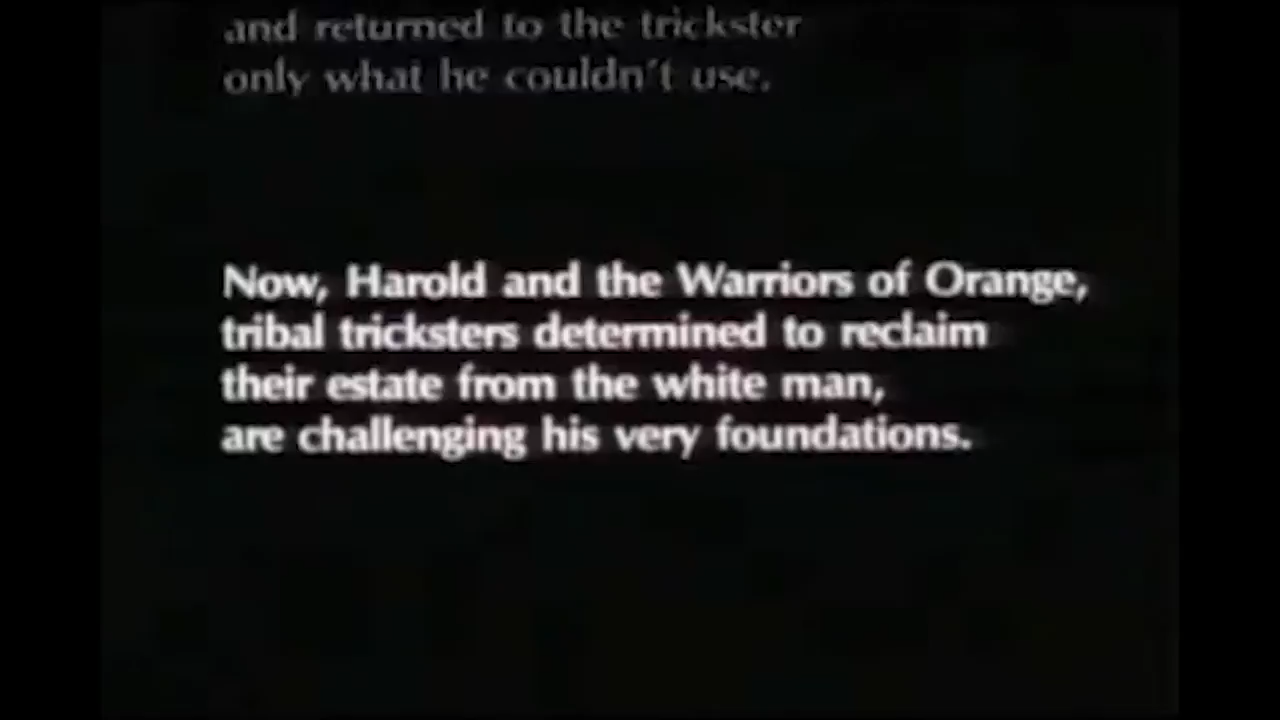 and returned to the trickster
only what he couldn't use.
Now, Harold and the Warriors of Orange,
tribal tricksters determined to reclaim
their estate from the white man,
are challenging his very foundations.